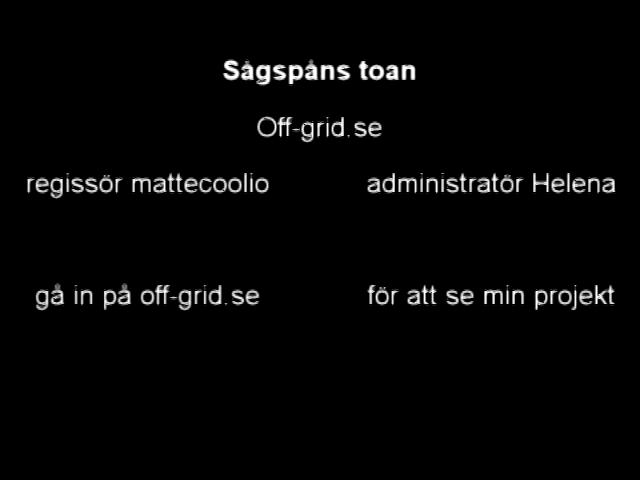 Sågspåns toan
Off-grid.se
regissör mattecoolio administratör Helena
gå in på off-grid.se för att se min projekt